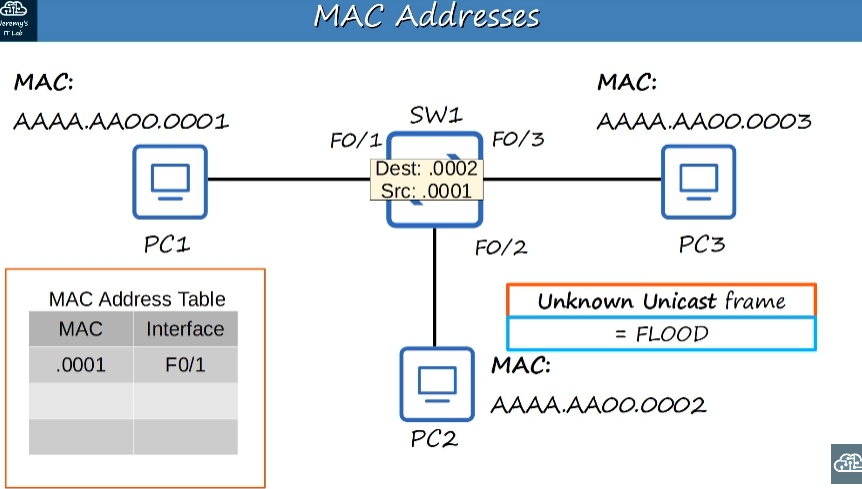 Jeremy's
IT Lab
MAC Addresses
MAC:
AAAA.AA00.0001
MAC:
AAAA.AA00.0003
SW1
F0/1
F0/3
Dest: .0002
Src: .0001
PC1
PC3
F0/2
MAC Address Table
MAC Interface
.0001 F0/1
Unknown Unicast frame
= FLOOD
MAC:
AAAA.AA00.0002
PC2